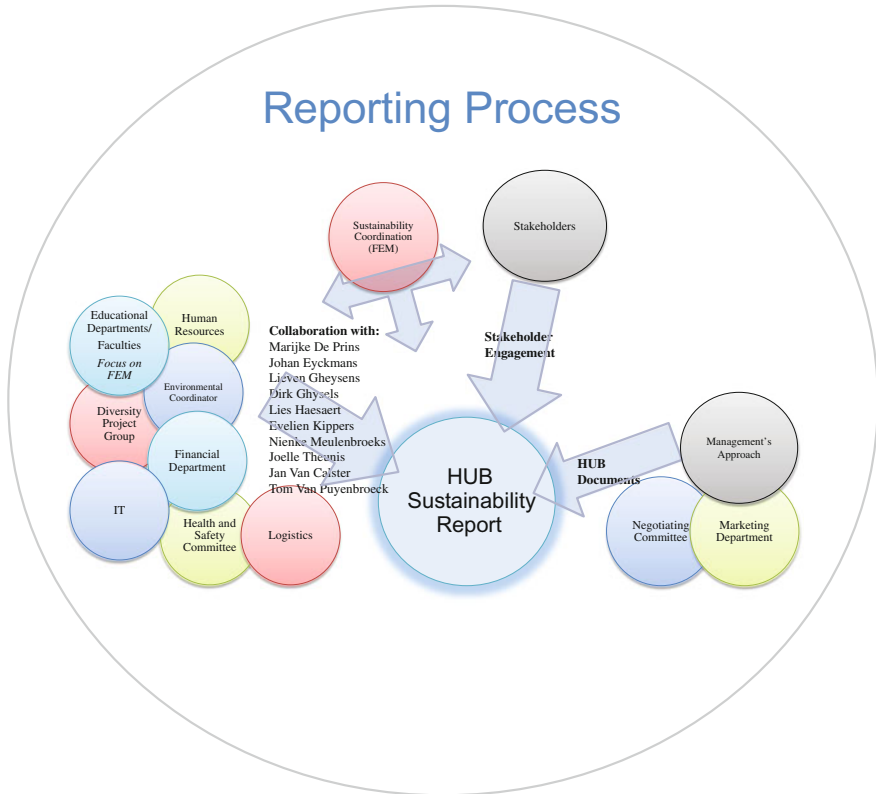 Reporting Process
Sustainability
Coordination
(FEM)
Stakeholders
Educational
Departments/
Faculties
Focus on
FEM
Human
Resources
Environmental
Coordinator
Diversity
Project
Group
Financial
Department
IT
Health and
Safety
Committee
Logistics
Collaboration with:
Marijke De Prins
Johan Eyckmans
Lieven Gheysens
Dirk Ghysels
Lies Haesaert
Evelien Kippers
Nienke Meulenbroeks
Joelle Theunis
Jan Van Calster
Tom Van Puyenbroeck
Stakeholder
Engagement
HUB
Sustainability
Report
HUB
Documents
Management's
Approach
Negotiating
Committee
Marketing
Department